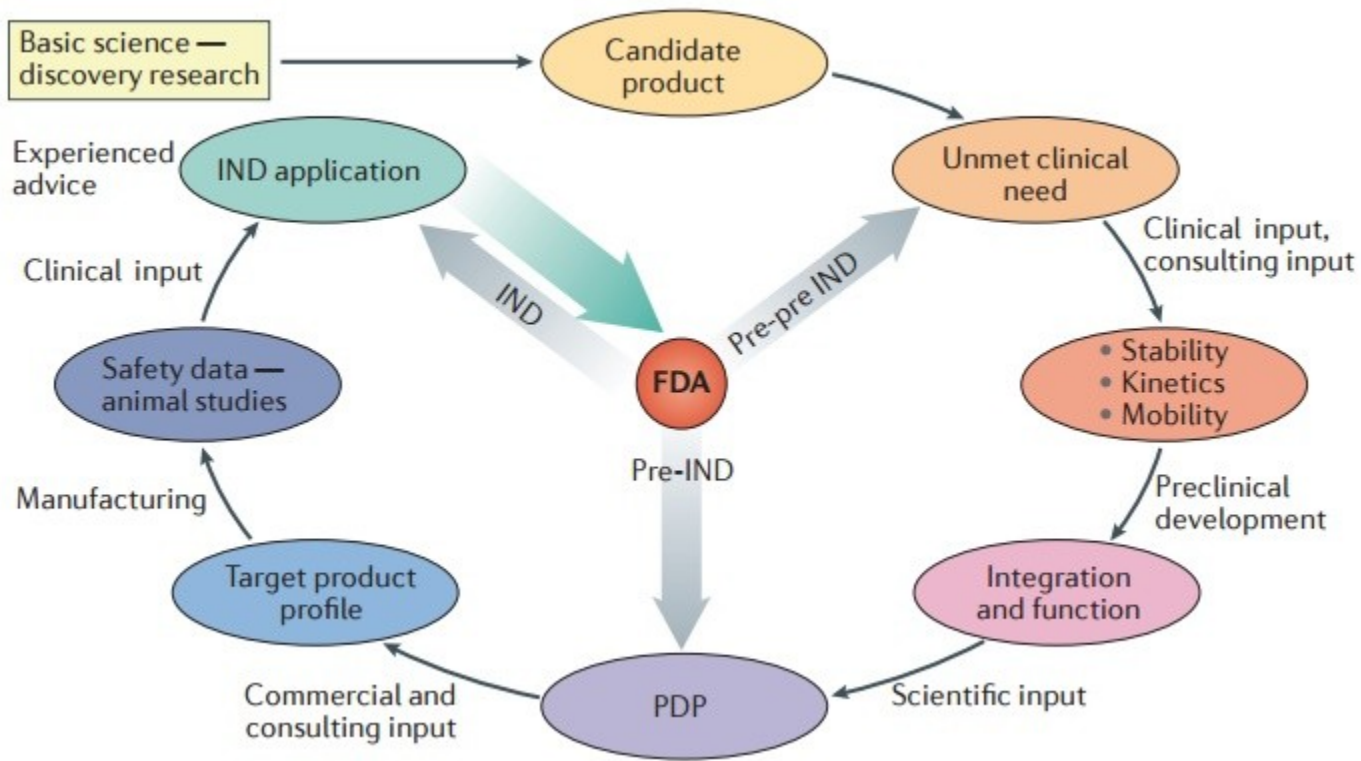 Basic science —
discovery research
Candidate
product
Experienced
advice
IND application
Unmet clinical
need
Clinical input
Clinical input,
consulting input
IND
Pre-pre IND
FDA
Safety data —
animal studies
• Stability
• Kinetics
• Mobility
Pre-IND
Manufacturing
Preclinical
development
Target product
profile
Integration
and function
Commercial and
consulting input
PDP
Scientific input